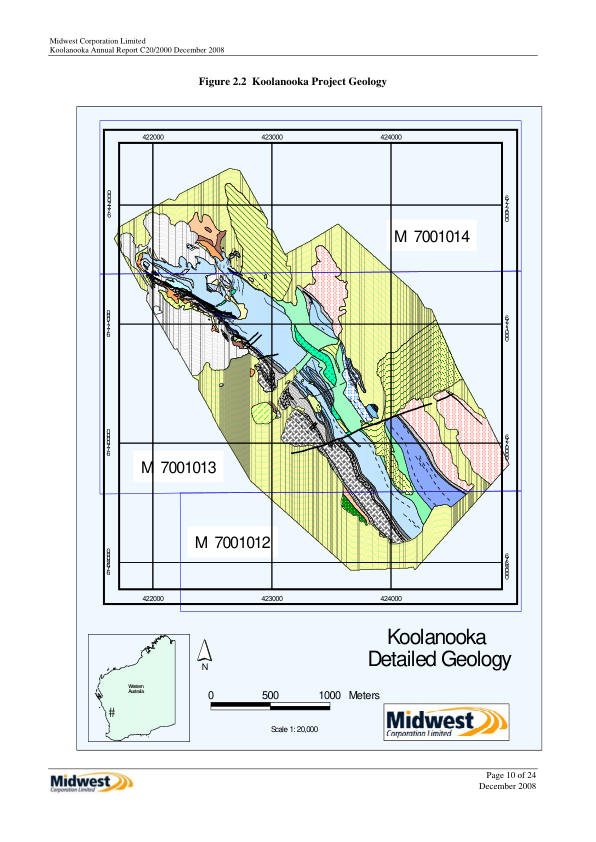 Midwest Corporation Limited
Koolanooka Annual Report C20/2000 December 2008
Figure 2.2 Koolanooka Project Geology
422000 423000 424000
M 7001014
M 7001013
M 7001012
422000 423000 424000
Koolanooka
Detailed Geology
Western
Australia
#
N
0 500 1000 Meters
Scale 1: 20,000
Midwest
Corporation Limited
Midwest
Corporation Limited
Page 10 of 24
December 2008